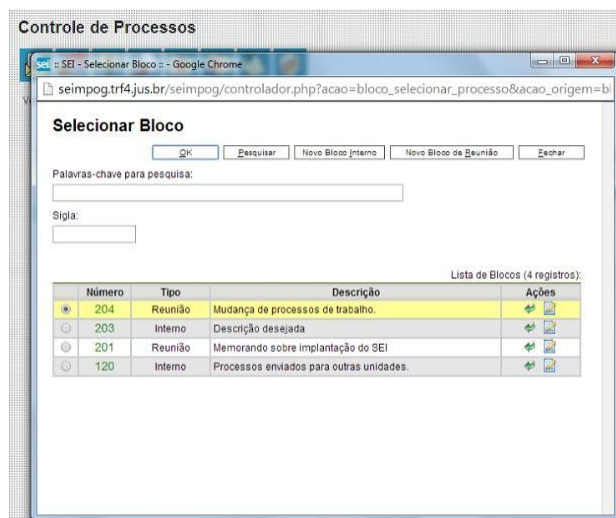 Controle de Processos
sei :: SEI - Selecionar Bloco :: - Google Chrome
seimpog.trf4.jus.br/seimpog/controlador.php?acao=bloco_selecionar_processo&acao_origem=bl
Selecionar Bloco
OK Pesquisar Novo Bloco Interno Novo Bloco de Reunião Fechar
Palavras-chave para pesquisa:
Sigla:
Lista de Blocos (4 registros):
Número Tipo Descrição Ações
204 Reunião Mudança de processos de trabalho.
203 Interno Descrição desejada
201 Reunião Memorando sobre implantação do SEI
120 Interno Processos enviados para outras unidades.